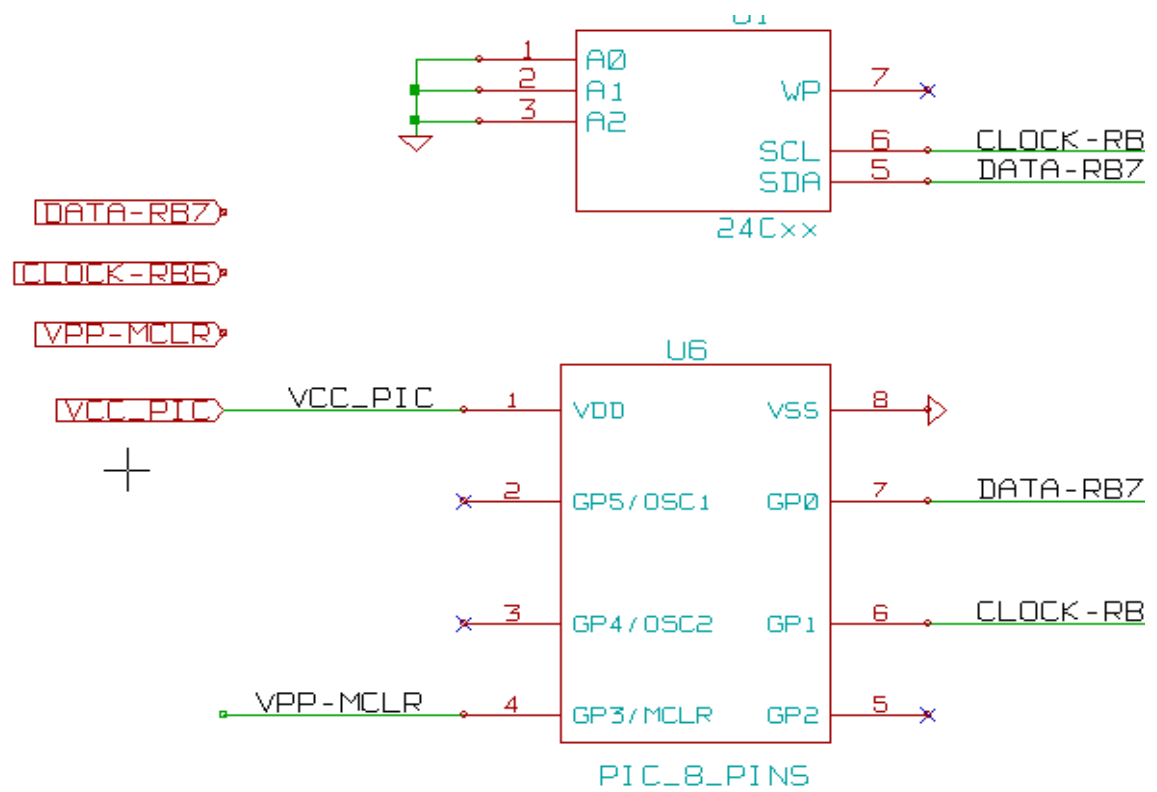 U1
1 A0
2 A1
3 A2
WP 7
SCL 6 CLOCK-RB
SDA 5 DATA-RB7
24Cxx
DATA-RB7
CLOCK-RB6
VPP-MCLR
VCC_PIC
VCC_PIC
U6
1 VDD
VSS 8
2 GP5/OSC1
GP0 7 DATA-RB7
3 GP4/OSC2
GP1 6 CLOCK-RB
VPP-MCLR 4 GP3/MCLR
GP2 5
PIC_8_PINS